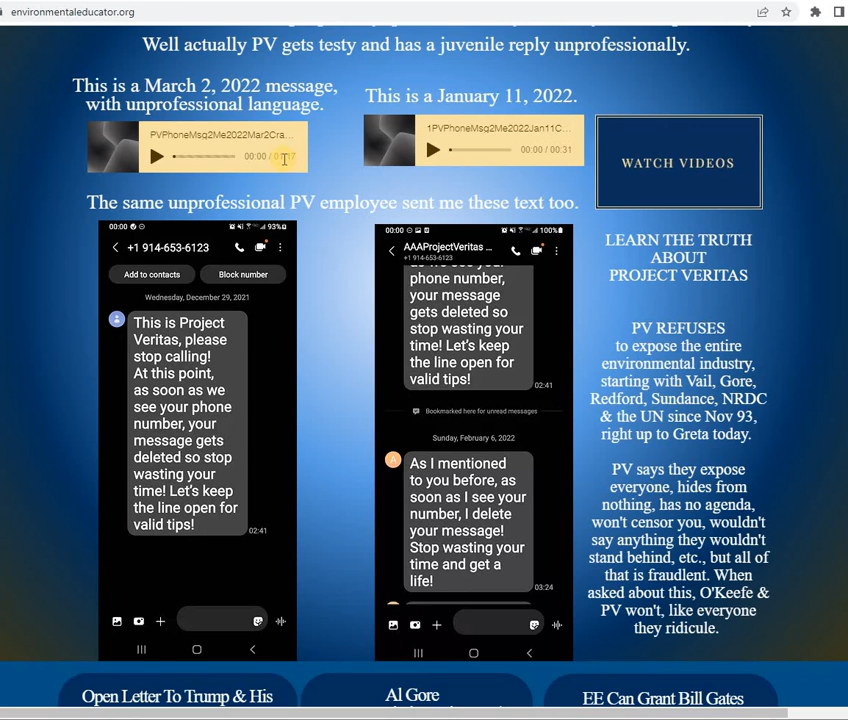 environmentaleducator.org
Well actually PV gets testy and has a juvenile reply unprofessionally.
This is a March 2, 2022 message,
with unprofessional language.
PVPhoneMsg2Me2022Mar2Cra...
00:00 /
This is a January 11, 2022.
1PVPhoneMsg2Me2022Jan11C...
00:00 / 00:31
WATCH VIDEOS
The same unprofessional PV employee sent me these text too.
00:00
93%
+1 914-653-6123
Add to contacts
Block number
Wednesday, December 29, 2021
This is Project
Veritas, please
stop calling!
At this point,
as soon as we
see your phone
number, your
message gets
deleted so stop
wasting your
time! Let's keep
the line open for
valid tips!
02:41
00:00
100%
AAAProjectVeritas ...
+1 914-653-6123
phone number,
your message
gets deleted so
stop wasting your
time! Let's keep
the line open for
valid tips!
02:41
Bookmarked here for unread messages
Sunday, February 6, 2022
A
As I mentioned
to you before, as
soon as I see your
number, I delete
your message!
Stop wasting your
time and get a
life!
03:24
LEARN THE TRUTH
ABOUT
PROJECT VERITAS
PV REFUSES
to expose the entire
environmental industry,
starting with Vail, Gore,
Redford, Sundance, NRDC
& the UN since Nov 93,
right up to Greta today.
PV says they expose
everyone, hides from
nothing, has no agenda,
won't censor you, wouldn't
say anything they wouldn't
stand behind, etc., but all of
that is fraudlent. When
asked about this, O'Keefe &
PV won't, like everyone
they ridicule.
Open Letter To Trump & His
Al Gore
EE Can Grant Bill Gates